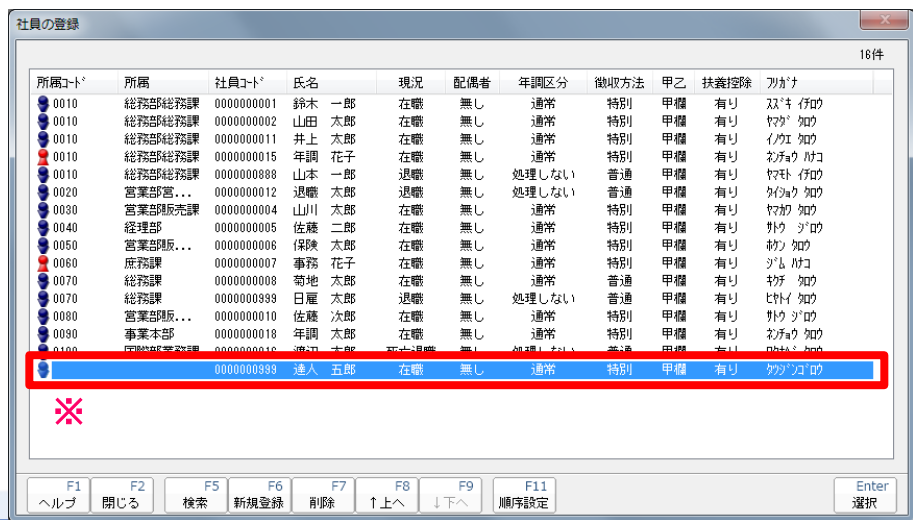 社員の登録
16件
所属コード 所属 社員コード 氏名 現況 配偶者 年調区分 徴収方法 甲乙 扶養控除 フリガナ
0010 総務部総務課 0000000001 鈴木 一郎 在職 無し 通常 特別 甲欄 有り スズキ イチロウ
0010 総務部総務課 0000000002 山田 太郎 在職 無し 通常 特別 甲欄 有り ヤマダ タロウ
0010 総務部総務課 0000000011 井上 太郎 在職 無し 通常 特別 甲欄 有り イノウエ タロウ
0010 総務部総務課 0000000015 年調 花子 在職 無し 通常 特別 甲欄 有り ネンチョウ ハナコ
0010 総務部総務課 0000000888 山本 一郎 退職 無し 処理しない 普通 甲欄 有り ヤマモト イチロウ
0020 営業部営... 0000000012 退職 太郎 退職 無し 処理しない 普通 甲欄 有り タイショク タロウ
0030 営業部販売課 0000000004 山川 太郎 在職 無し 通常 特別 甲欄 有り ヤマカワ タロウ
0040 経理部 0000000005 佐藤 二郎 在職 無し 通常 特別 甲欄 有り サトウ ジロウ
0050 営業部販... 0000000006 保険 太郎 在職 無し 通常 特別 甲欄 有り ホケン タロウ
0060 庶務課 0000000007 事務 花子 在職 無し 通常 特別 甲欄 有り ジム ハナコ
0070 総務課 0000000008 菊地 太郎 在職 無し 通常 普通 甲欄 有り キクチ タロウ
0070 総務課 0000000999 日雇 太郎 退職 無し 処理しない 普通 甲欄 有り ヒヤトイ タロウ
0080 営業部販... 0000000010 佐藤 次郎 在職 無し 通常 特別 甲欄 有り サトウ ジロウ
0090 事業本部 0000000018 年調 太郎 在職 無し 通常 特別 甲欄 有り ネンチョウ タロウ
0000000999 達人 五郎 在職 無し 通常 特別 甲欄 有り タツジンゴロウ
※
F1 F2 F5 F6 F7 F8 F9 F11 Enter
ヘルプ 閉じる 検索 新規登録 削除 ↑上へ ↓下へ 順序設定 選択